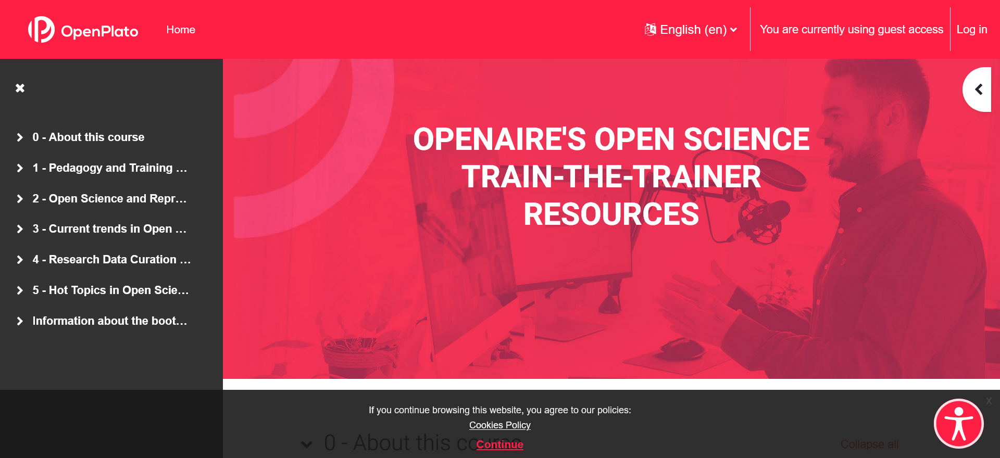 OpenPlato
Home
English (en)
You are currently using guest access
Log in
0 - About this course
1 - Pedagogy and Training ...
2 - Open Science and Repr...
3 - Current trends in Open ...
4 - Research Data Curation ...
5 - Hot Topics in Open Scie...
Information about the boot...
OPENAIRE'S OPEN SCIENCE
TRAIN-THE-TRAINER
RESOURCES
x
If you continue browsing this website, you agree to our policies:
Cookies Policy
0 - About this course
Continue
Collapse all